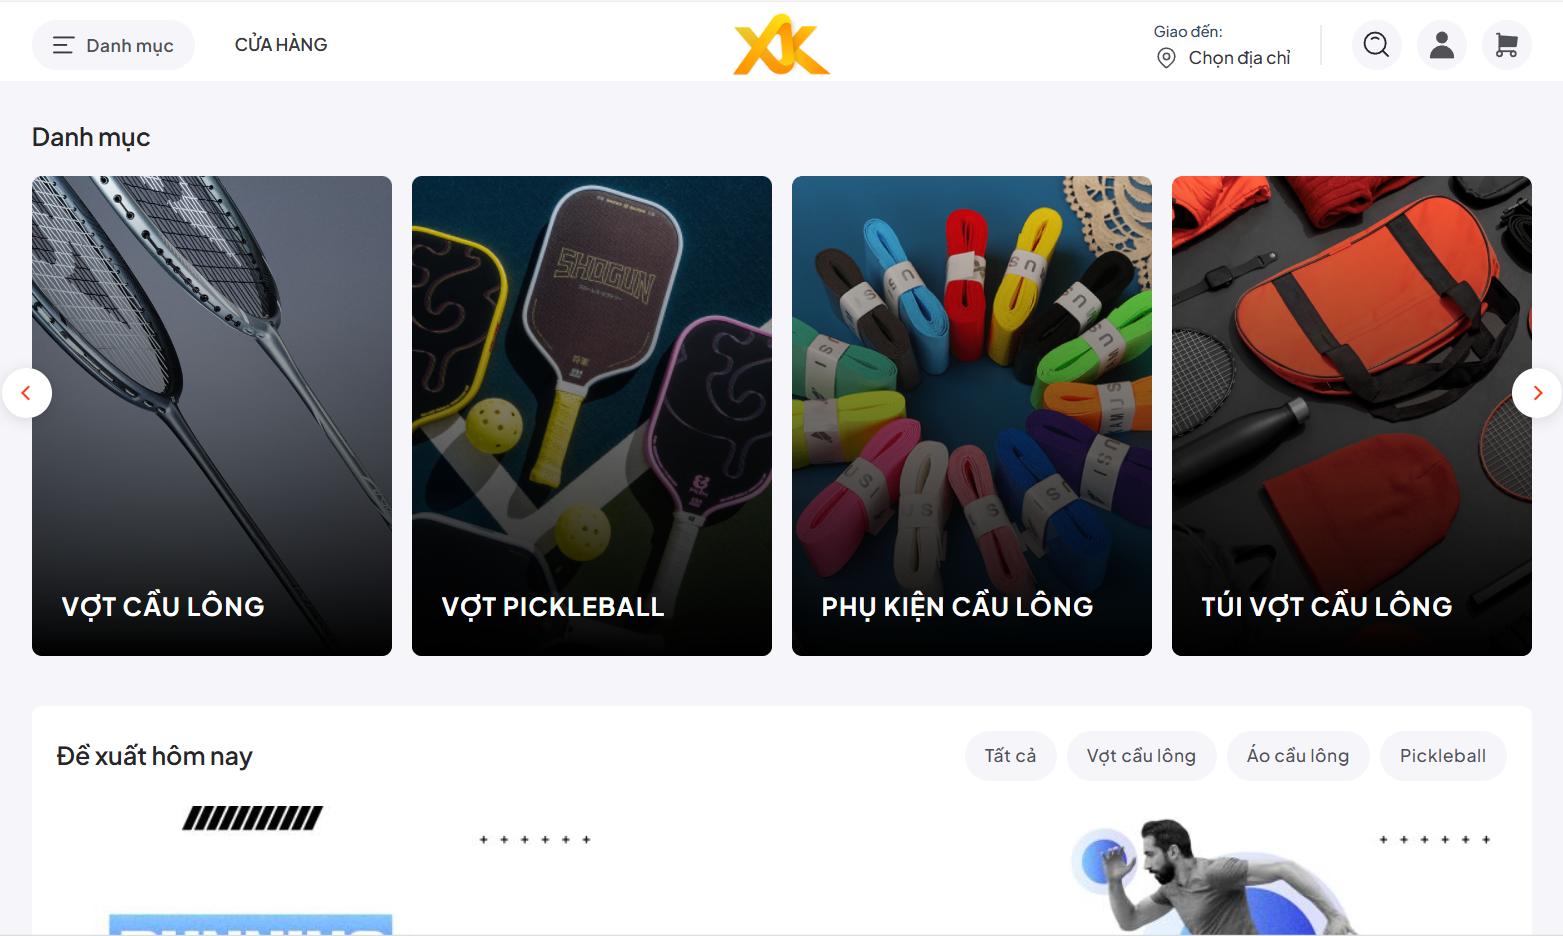 Danh mục
CỬA HÀNG
Giao đến:
Chọn địa chỉ
Danh mục
SHOGUN
VỢT CẦU LÔNG
VỢT PICKLEBALL
PHỤ KIỆN CẦU LÔNG
TÚI VỢT CẦU LÔNG
Đề xuất hôm nay
Tất cả
Vợt cầu lông
Áo cầu lông
Pickleball